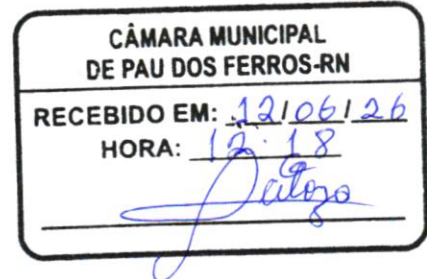 CÂMARA MUNICIPAL
DE PAU DOS FERROS-RN
RECEBIDO EM: 12/06/26
HORA: 12:18